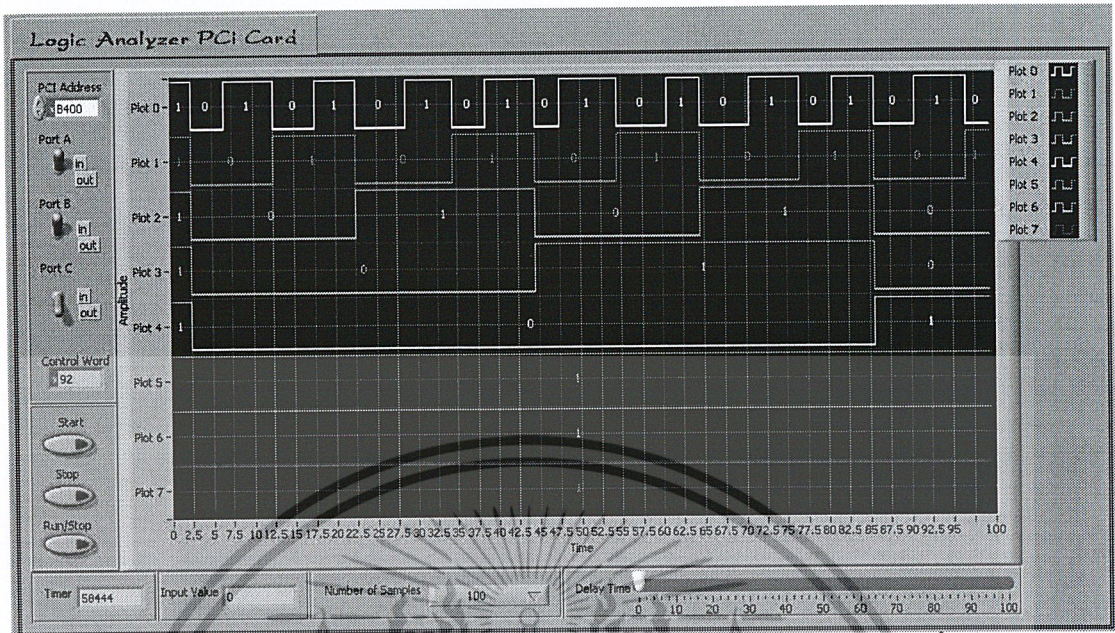 Logic Analyzer PCi Card
PCI Address
B400
Port A
in
out
Port B
in
out
Port C
in
out
Control Word
92
Start
Stop
Run/Stop
Amplitude
Plot 0
1 0 1 0 1 0 1 0 1 0 1 0 1 0 1 0 1 0 1 0
Plot 1
1 0 1 0 1 0 1 0 1 0 1
Plot 2
1 0 1 0 1 0
Plot 3
1 0 1 0
Plot 4
1 0 1
Plot 5
1
Plot 6
1
Plot 7
1
0 2.5 5 7.5 10 12.5 15 17.5 20 22.5 25 27.5 30 32.5 35 37.5 40 42.5 45 47.5 50 52.5 55 57.5 60 62.5 65 67.5 70 72.5 75 77.5 80 82.5 85 87.5 90 92.5 95 100
Time
Plot 0
Plot 1
Plot 2
Plot 3
Plot 4
Plot 5
Plot 6
Plot 7
Timer 58444
Input Value 0
Number of Samples 100
Delay Time
0 10 20 30 40 50 60 70 80 90 100